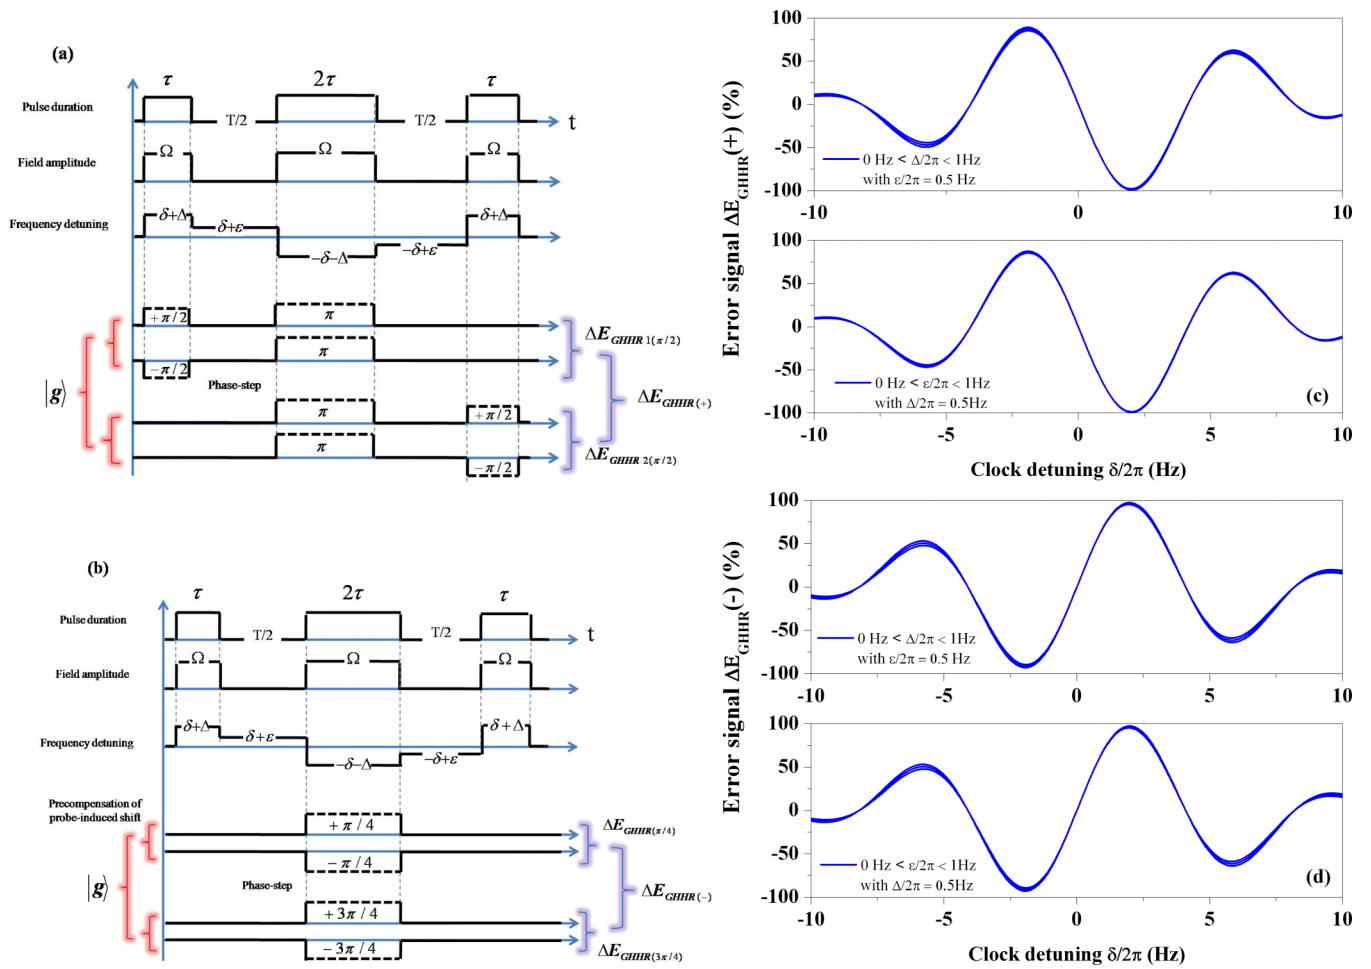 (a)
τ
2τ
τ
Pulse duration
T/2
T/2
t
Field amplitude
Ω
Ω
Ω
Frequency detuning
δ+Δ
δ+ε
−δ−Δ
−δ+ε
δ+Δ
+π/2
π
ΔE_GHHR 1(π/2)
−π/2
π
|g⟩
Phase-step
ΔE_GHHR(+)
π
+π/2
π
−π/2
ΔE_GHHR 2(π/2)
(b)
τ
2τ
τ
Pulse duration
T/2
T/2
t
Field amplitude
Ω
Ω
Ω
Frequency detuning
δ+Δ
δ+ε
−δ−Δ
−δ+ε
δ+Δ
Precompensation of
probe-induced shift
+π/4
ΔE_GHHR(π/4)
−π/4
|g⟩
Phase-step
ΔE_GHHR(−)
+3π/4
−3π/4
ΔE_GHHR(3π/4)
Error signal ΔE_GHHR(+) (%)
100
50
0
-50
-100
0 Hz < Δ/2π < 1Hz
with ε/2π = 0.5 Hz
-10
-5
0
5
10
100
50
0
-50
-100
0 Hz < ε/2π < 1Hz
with Δ/2π = 0.5Hz
(c)
-10
-5
0
5
10
Clock detuning δ/2π (Hz)
Error signal ΔE_GHHR(-) (%)
100
50
0
-50
-100
0 Hz < Δ/2π < 1Hz
with ε/2π = 0.5 Hz
-10
-5
0
5
10
100
50
0
-50
-100
0 Hz < ε/2π < 1Hz
with Δ/2π = 0.5Hz
(d)
-10
-5
0
5
10
Clock detuning δ/2π (Hz)